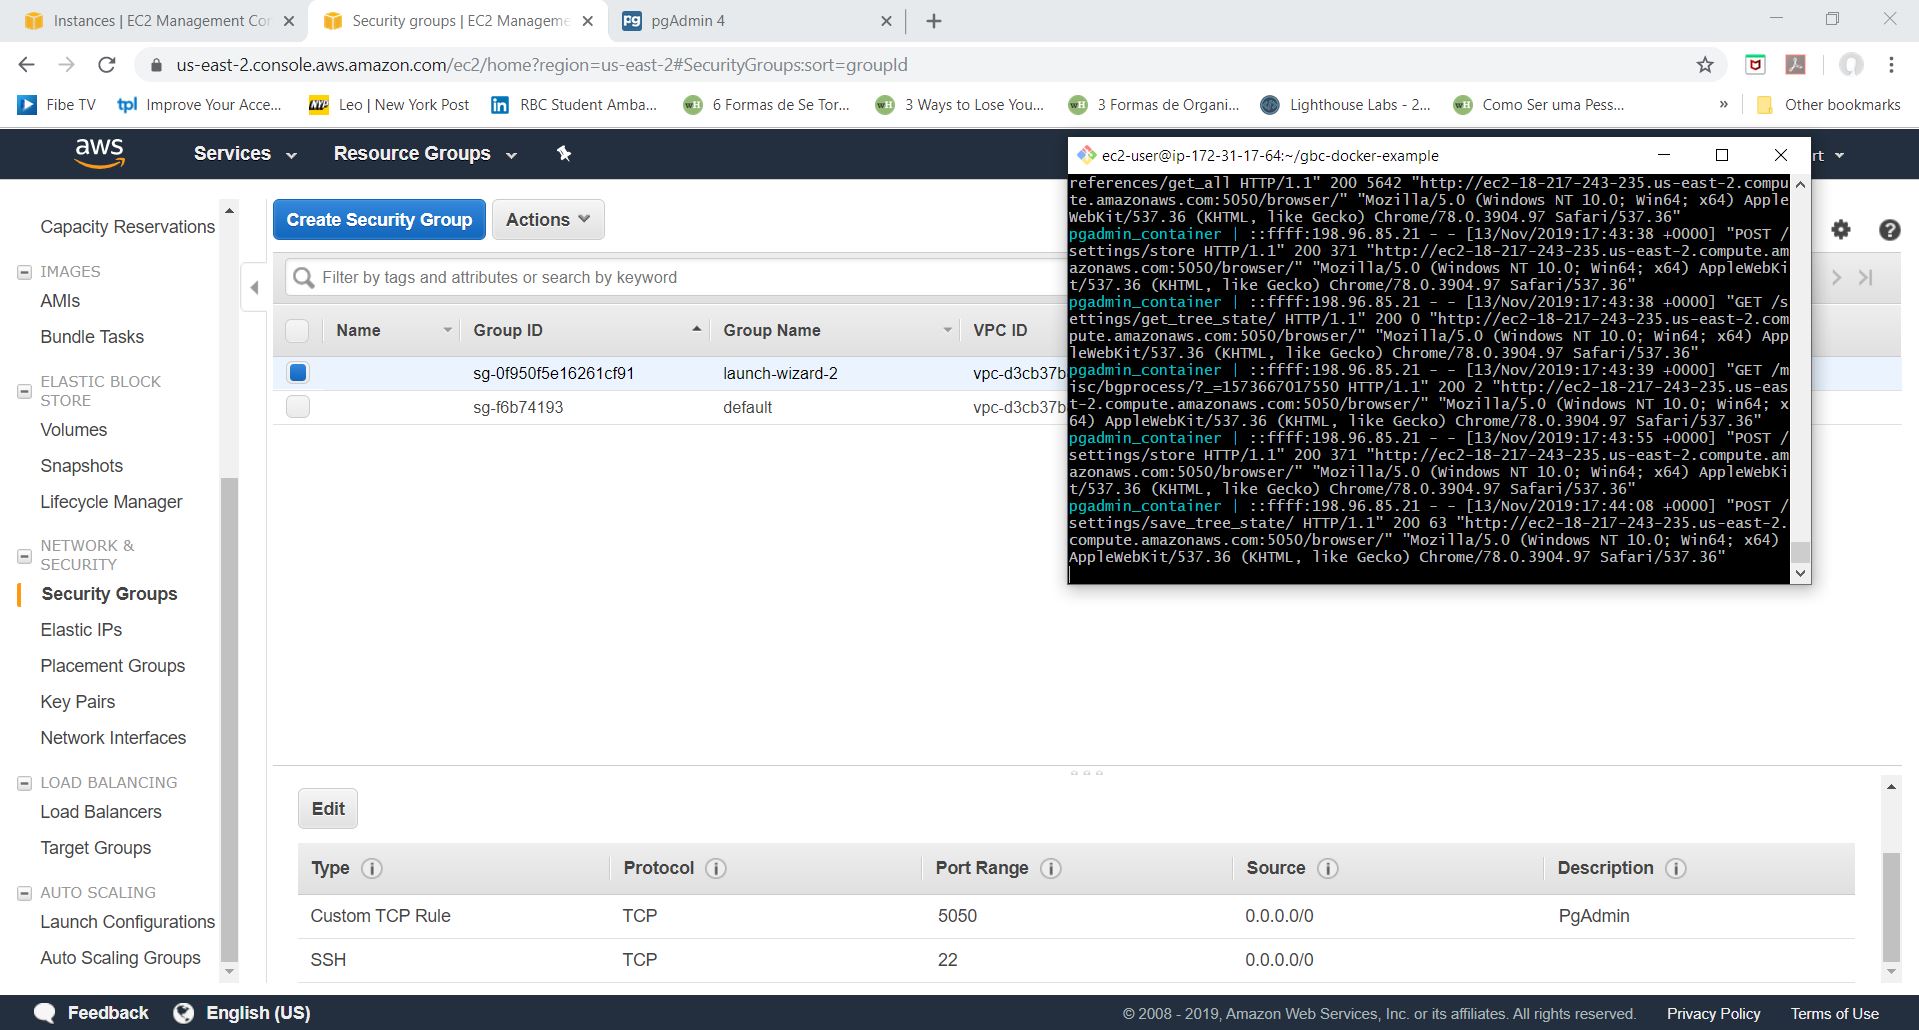 Instances | EC2 Management Con
Security groups | EC2 Manageme
pgAdmin 4
us-east-2.console.aws.amazon.com/ec2/home?region=us-east-2#SecurityGroups:sort=groupId
Fibe TV
tpl Improve Your Acce...
NYP Leo | New York Post
in RBC Student Amba...
wH 6 Formas de Se Tor...
wH 3 Ways to Lose You...
wH 3 Formas de Organi...
Lighthouse Labs - 2...
wH Como Ser uma Pess...
»
Other bookmarks
aws
Services
Resource Groups
rt
Capacity Reservations
IMAGES
AMIs
Bundle Tasks
ELASTIC BLOCK
STORE
Volumes
Snapshots
Lifecycle Manager
NETWORK &
SECURITY
Security Groups
Elastic IPs
Placement Groups
Key Pairs
Network Interfaces
LOAD BALANCING
Load Balancers
Target Groups
AUTO SCALING
Launch Configurations
Auto Scaling Groups
Create Security Group
Actions
Filter by tags and attributes or search by keyword
Name Group ID Group Name VPC ID
sg-0f950f5e16261cf91 launch-wizard-2 vpc-d3cb37b
sg-f6b74193 default vpc-d3cb37b
ec2-user@ip-172-31-17-64:~/gbc-docker-example
references/get_all HTTP/1.1" 200 5642 "http://ec2-18-217-243-235.us-east-2.compu
te.amazonaws.com:5050/browser/" "Mozilla/5.0 (Windows NT 10.0; Win64; x64) Apple
WebKit/537.36 (KHTML, like Gecko) Chrome/78.0.3904.97 Safari/537.36"
pgadmin_container | ::ffff:198.96.85.21 - - [13/Nov/2019:17:43:38 +0000] "POST /
settings/store HTTP/1.1" 200 371 "http://ec2-18-217-243-235.us-east-2.compute.am
azonaws.com:5050/browser/" "Mozilla/5.0 (Windows NT 10.0; Win64; x64) AppleWebKi
t/537.36 (KHTML, like Gecko) Chrome/78.0.3904.97 Safari/537.36"
pgadmin_container | ::ffff:198.96.85.21 - - [13/Nov/2019:17:43:38 +0000] "GET /s
ettings/get_tree_state/ HTTP/1.1" 200 0 "http://ec2-18-217-243-235.us-east-2.com
pute.amazonaws.com:5050/browser/" "Mozilla/5.0 (Windows NT 10.0; Win64; x64) App
leWebKit/537.36 (KHTML, like Gecko) Chrome/78.0.3904.97 Safari/537.36"
pgadmin_container | ::ffff:198.96.85.21 - - [13/Nov/2019:17:43:39 +0000] "GET /m
isc/bgprocess/?_=1573667017550 HTTP/1.1" 200 2 "http://ec2-18-217-243-235.us-eas
t-2.compute.amazonaws.com:5050/browser/" "Mozilla/5.0 (Windows NT 10.0; Win64; x
64) AppleWebKit/537.36 (KHTML, like Gecko) Chrome/78.0.3904.97 Safari/537.36"
pgadmin_container | ::ffff:198.96.85.21 - - [13/Nov/2019:17:43:55 +0000] "POST /
settings/store HTTP/1.1" 200 371 "http://ec2-18-217-243-235.us-east-2.compute.am
azonaws.com:5050/browser/" "Mozilla/5.0 (Windows NT 10.0; Win64; x64) AppleWebKi
t/537.36 (KHTML, like Gecko) Chrome/78.0.3904.97 Safari/537.36"
pgadmin_container | ::ffff:198.96.85.21 - - [13/Nov/2019:17:44:08 +0000] "POST /
settings/save_tree_state/ HTTP/1.1" 200 63 "http://ec2-18-217-243-235.us-east-2.
compute.amazonaws.com:5050/browser/" "Mozilla/5.0 (Windows NT 10.0; Win64; x64)
AppleWebKit/537.36 (KHTML, like Gecko) Chrome/78.0.3904.97 Safari/537.36"
Edit
Type Protocol Port Range Source Description
Custom TCP Rule TCP 5050 0.0.0.0/0 PgAdmin
SSH TCP 22 0.0.0.0/0
Feedback
English (US)
© 2008 - 2019, Amazon Web Services, Inc. or its affiliates. All rights reserved.
Privacy Policy
Terms of Use